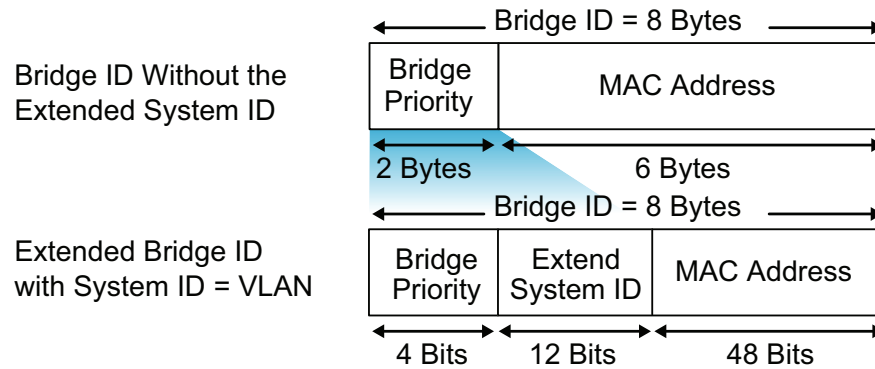 Bridge ID = 8 Bytes
Bridge ID Without the
Extended System ID
Bridge
Priority
MAC Address
2 Bytes
6 Bytes
Bridge ID = 8 Bytes
Extended Bridge ID
with System ID = VLAN
Bridge
Priority
Extend
System ID
MAC Address
4 Bits
12 Bits
48 Bits